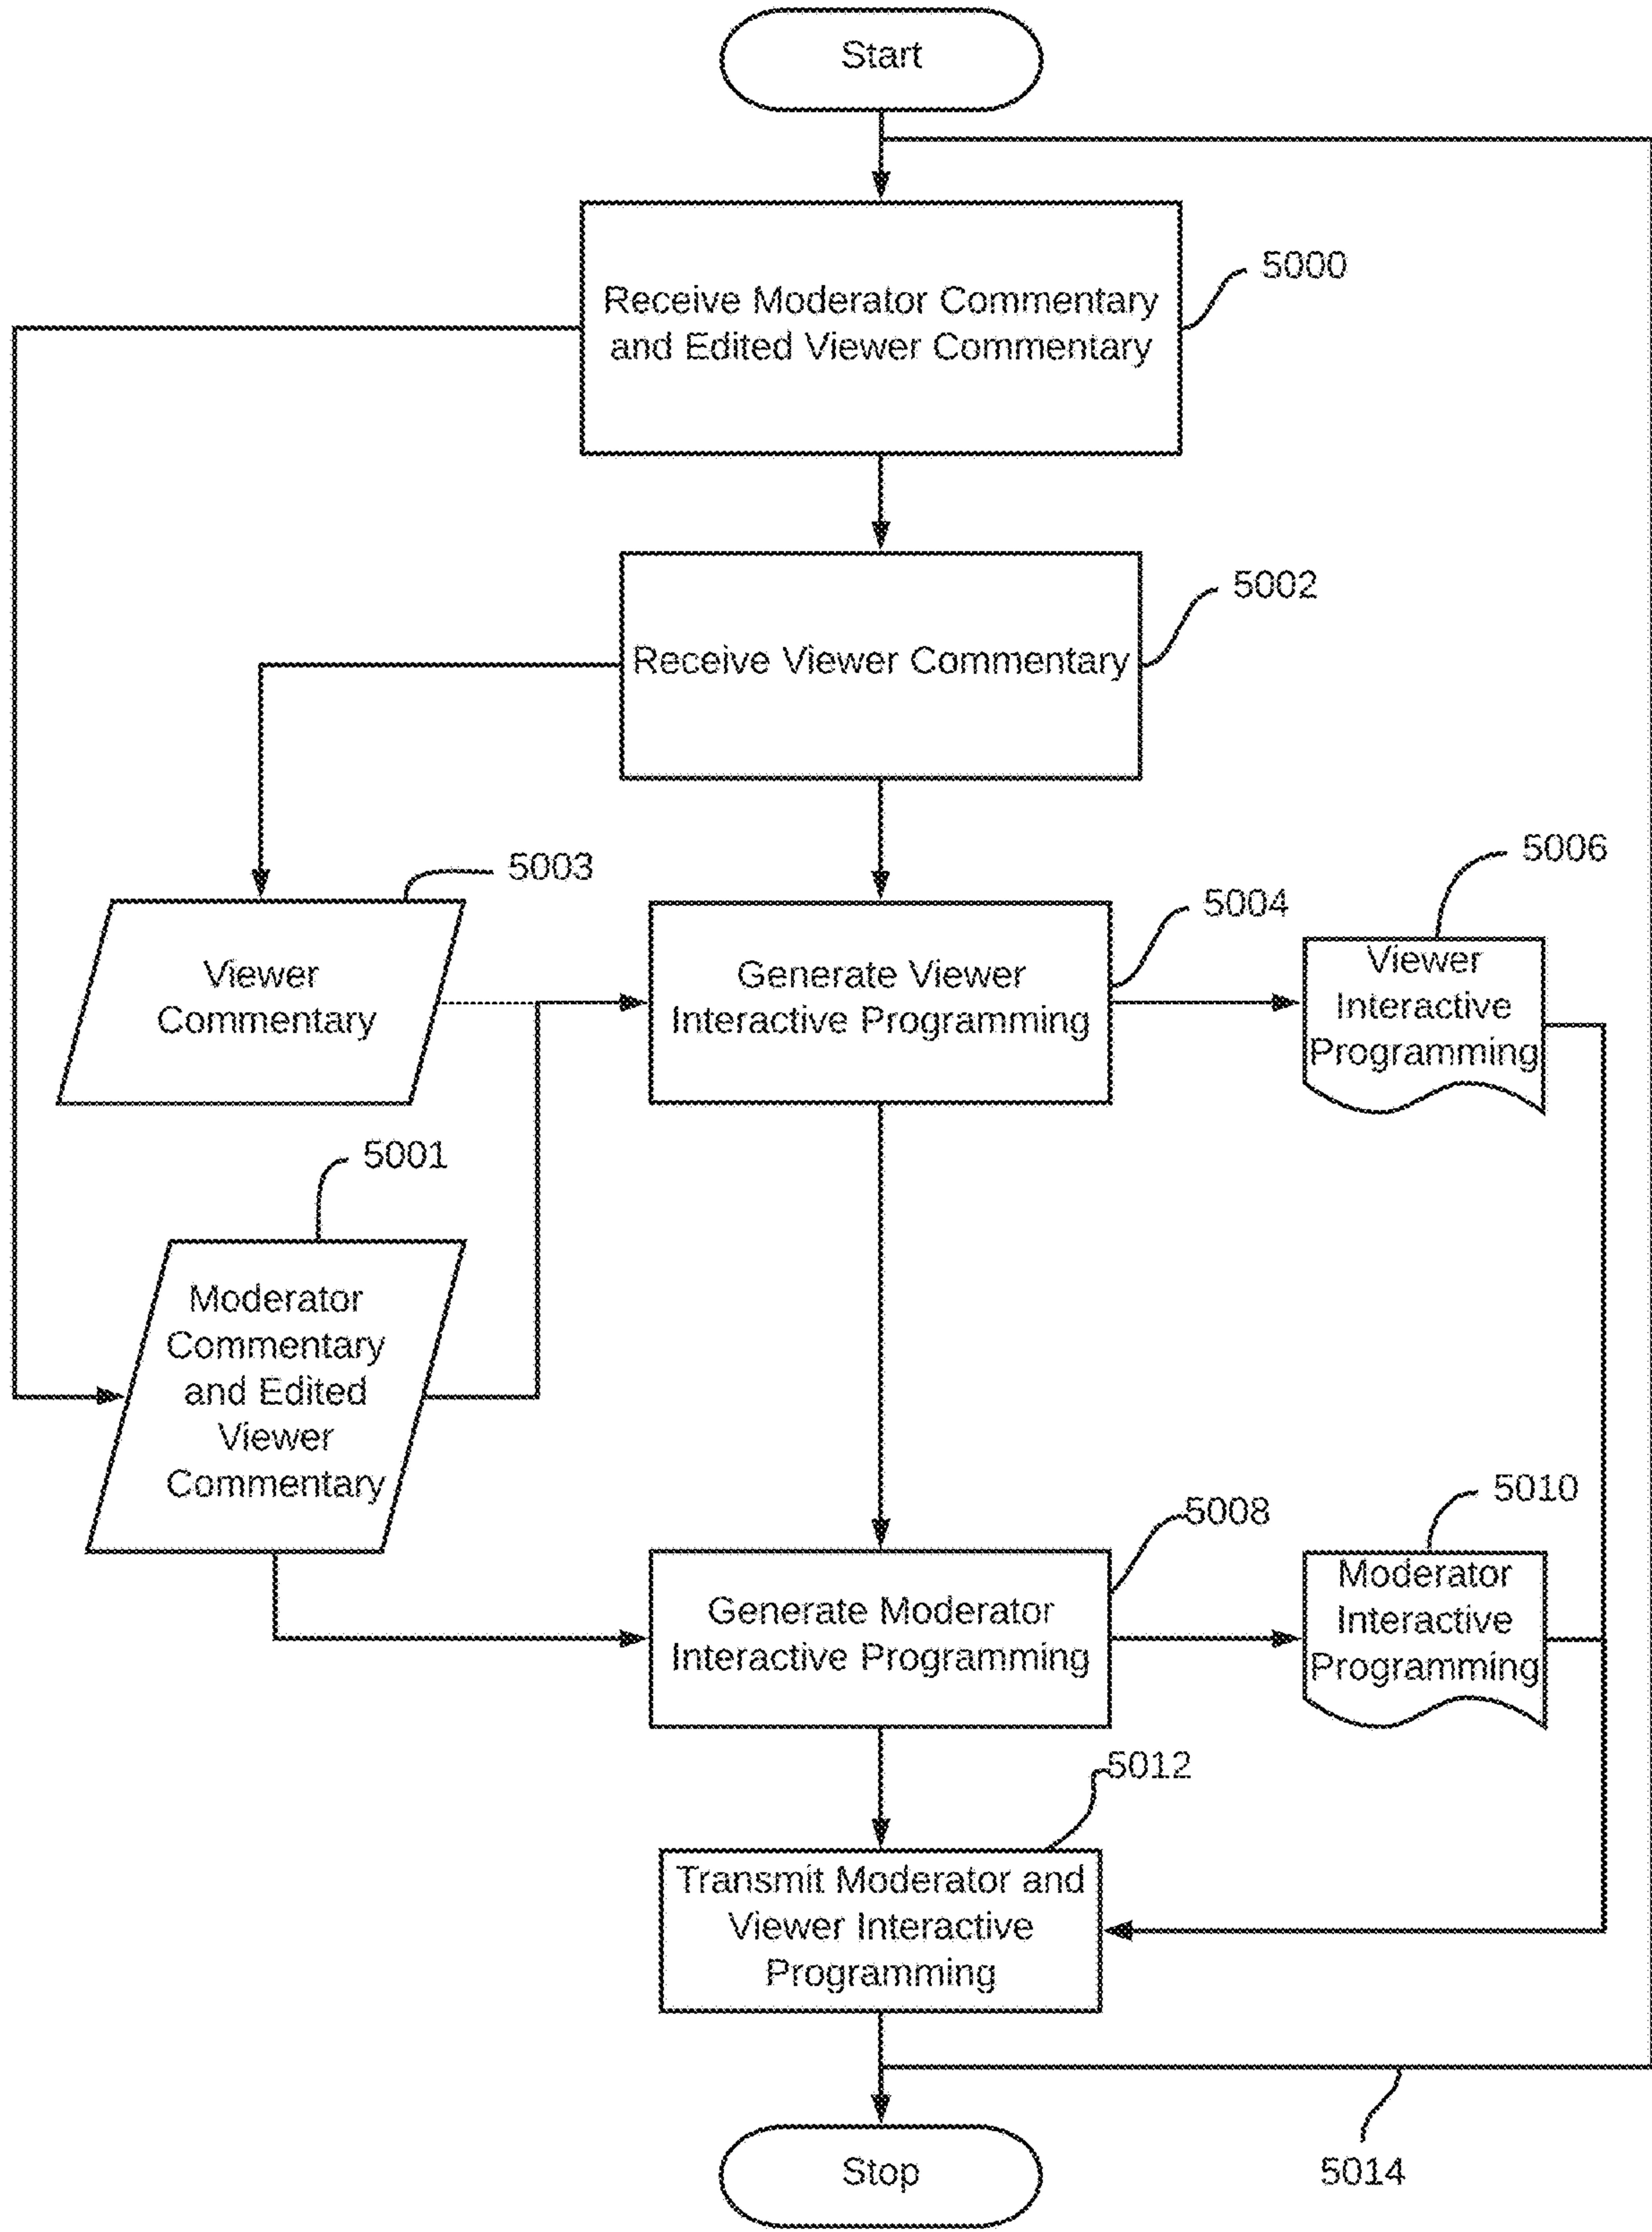 Start
5000
Receive Moderator Commentary
and Edited Viewer Commentary
5002
Receive Viewer Commentary
5003
Viewer
Commentary
5004
Generate Viewer
Interactive Programming
5006
Viewer
Interactive
Programming
5001
Moderator
Commentary
and Edited
Viewer
Commentary
5008
Generate Moderator
Interactive Programming
5010
Moderator
Interactive
Programming
5012
Transmit Moderator and
Viewer Interactive
Programming
Stop
5014